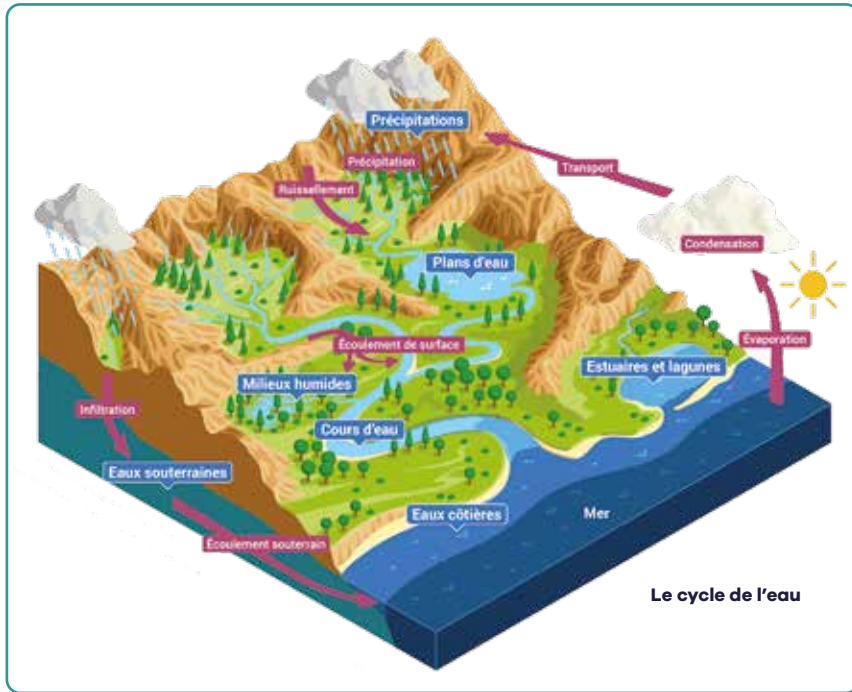 Précipitations
Précipitation
Transport
Ruissellement
Condensation
Plans d'eau
Évaporation
Écoulement de surface
Estuaires et lagunes
Milieux humides
Infiltration
Cours d'eau
Eaux souterraines
Eaux côtières
Mer
Écoulement souterrain
Le cycle de l'eau